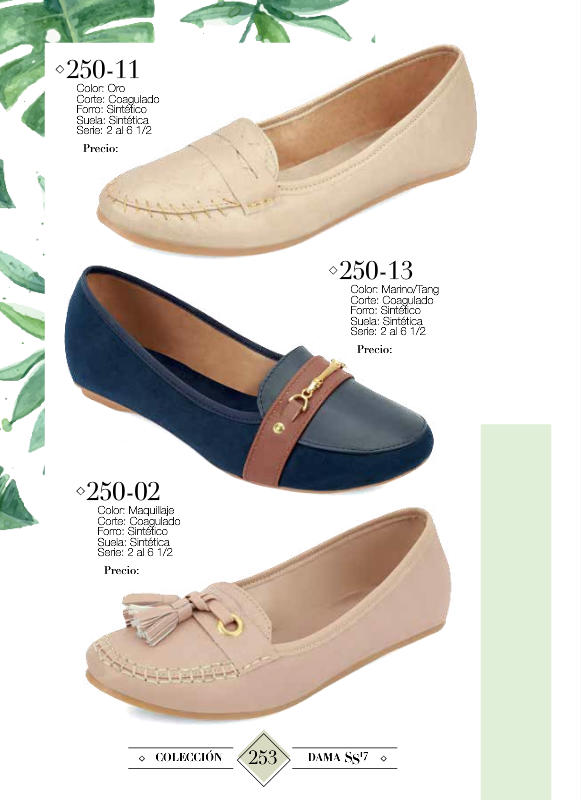 250-11
Color: Oro
Corte: Coagulado
Forro: Sintético
Suela: Sintética
Serie: 2 al 6 1/2
Precio:
250-13
Color: Marino/Tang
Corte: Coagulado
Forro: Sintético
Suela: Sintética
Serie: 2 al 6 1/2
Precio:
250-02
Color: Maquillaje
Corte: Coagulado
Forro: Sintético
Suela: Sintética
Serie: 2 al 6 1/2
Precio:
COLECCIÓN 253 DAMA SS'17